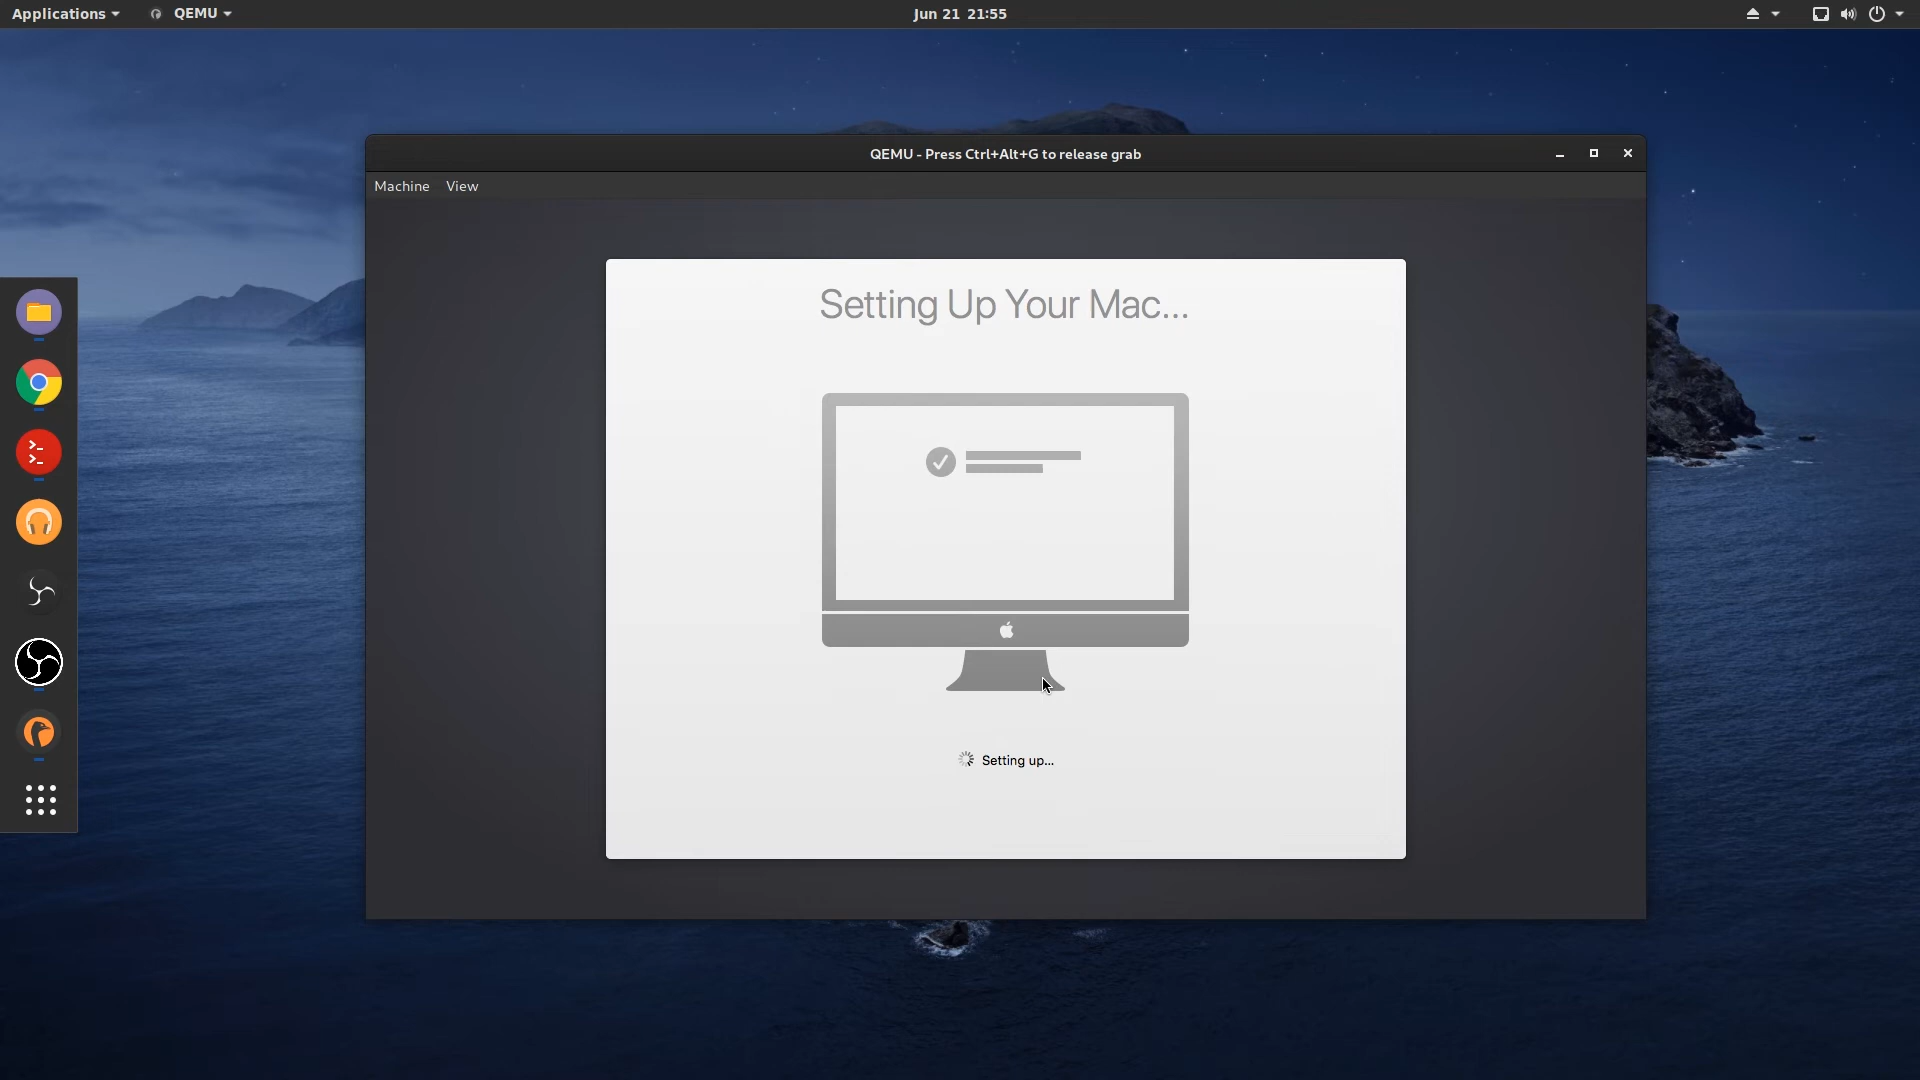 Applications QEMU Jun 21 21:55
QEMU - Press Ctrl+Alt+G to release grab
Machine View
Setting Up Your Mac...
Setting up...